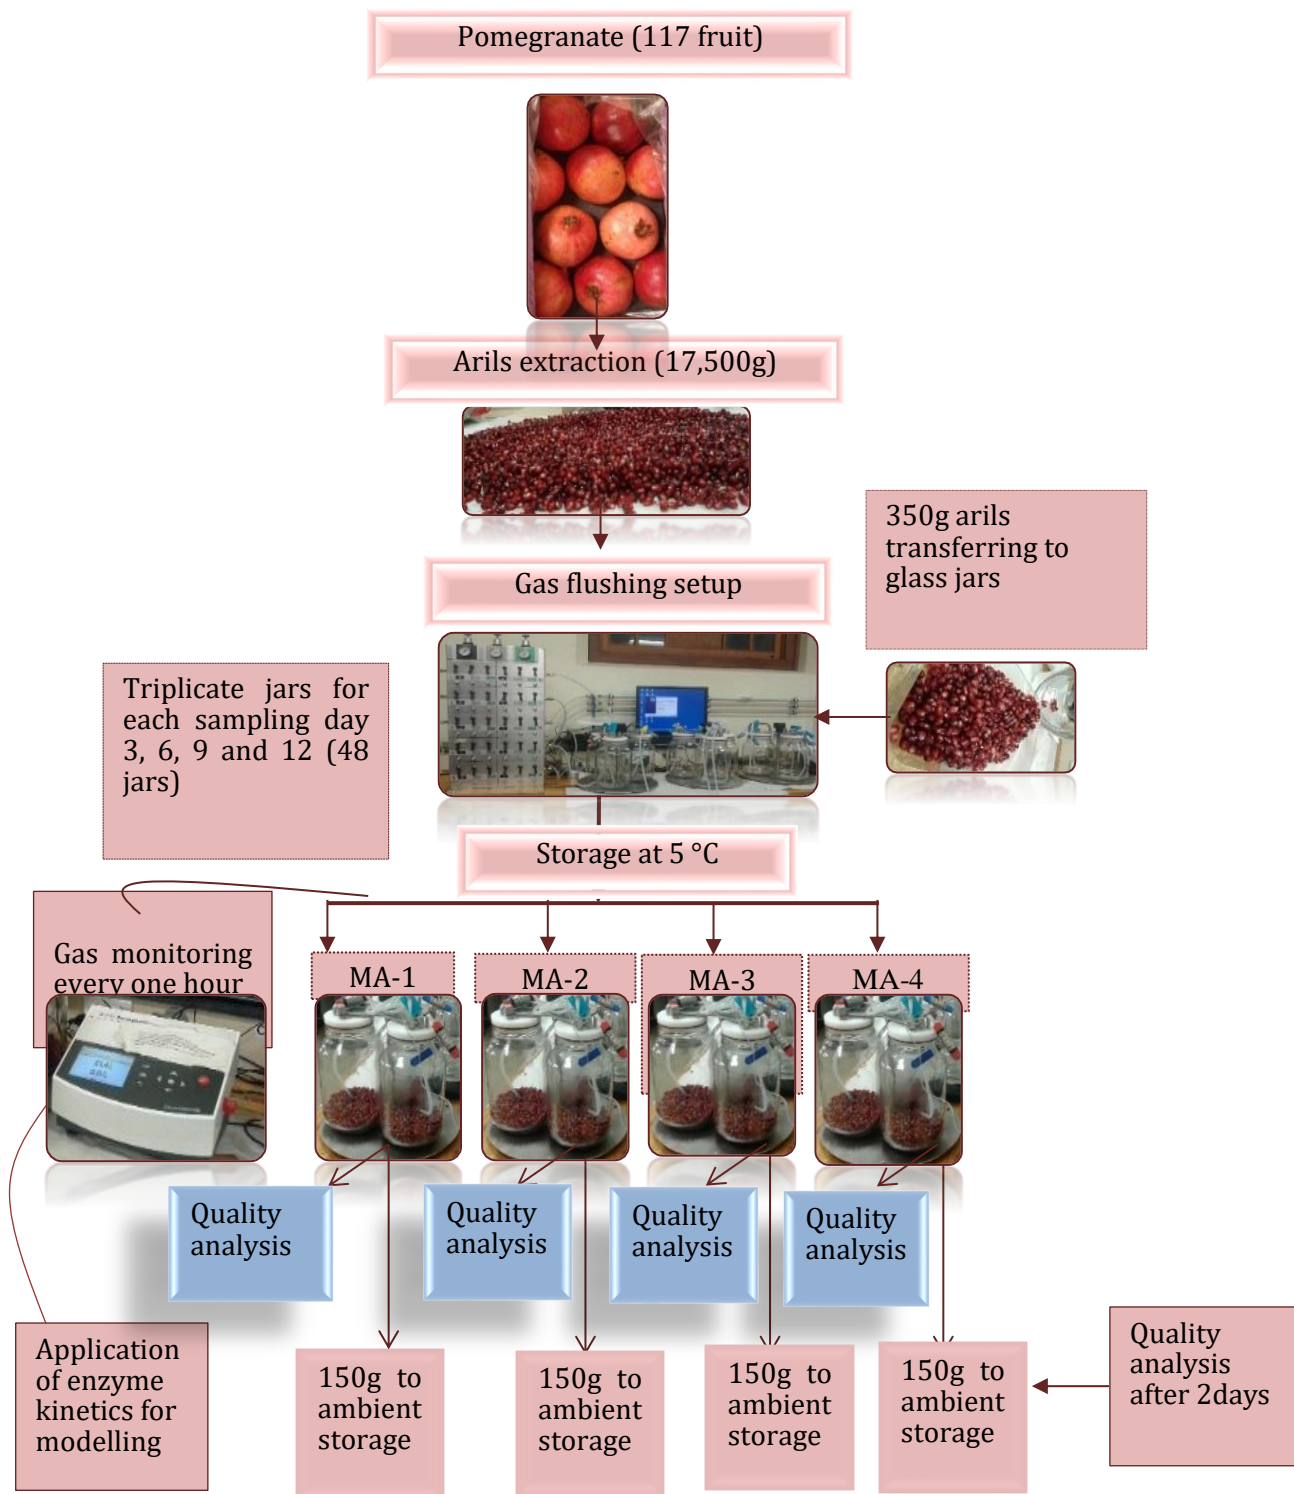 Pomegranate (117 fruit)
Arils extraction (17,500g)
350g arils
transferring to
glass jars
Gas flushing setup
Triplicate jars for
each sampling day
3, 6, 9 and 12 (48
jars)
Storage at 5 °C
Gas monitoring
every one hour
MA-1
MA-2
MA-3
MA-4
Quality
analysis
Quality
analysis
Quality
analysis
Quality
analysis
Application
of enzyme
kinetics for
modelling
150g to
ambient
storage
150g to
ambient
storage
150g to
ambient
storage
150g to
ambient
storage
Quality
analysis
after 2days